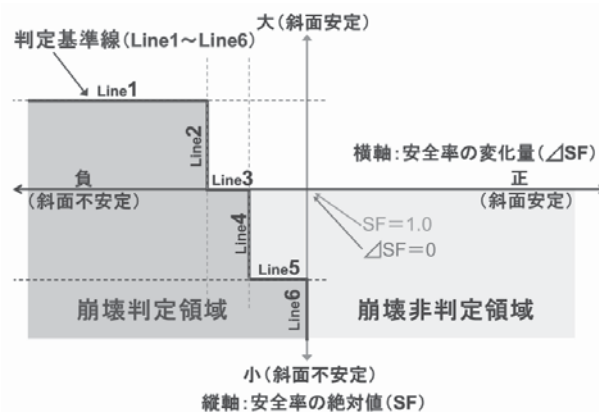 大(斜面安定)
判定基準線(Line1～Line6)
Line1
Line2
Line3
Line4
Line5
Line6
横軸:安全率の変化量(⊿SF)
負
(斜面不安定)
正
(斜面安定)
SF=1.0
⊿SF=0
崩壊判定領域
崩壊非判定領域
小(斜面不安定)
縦軸:安全率の絶対値(SF)